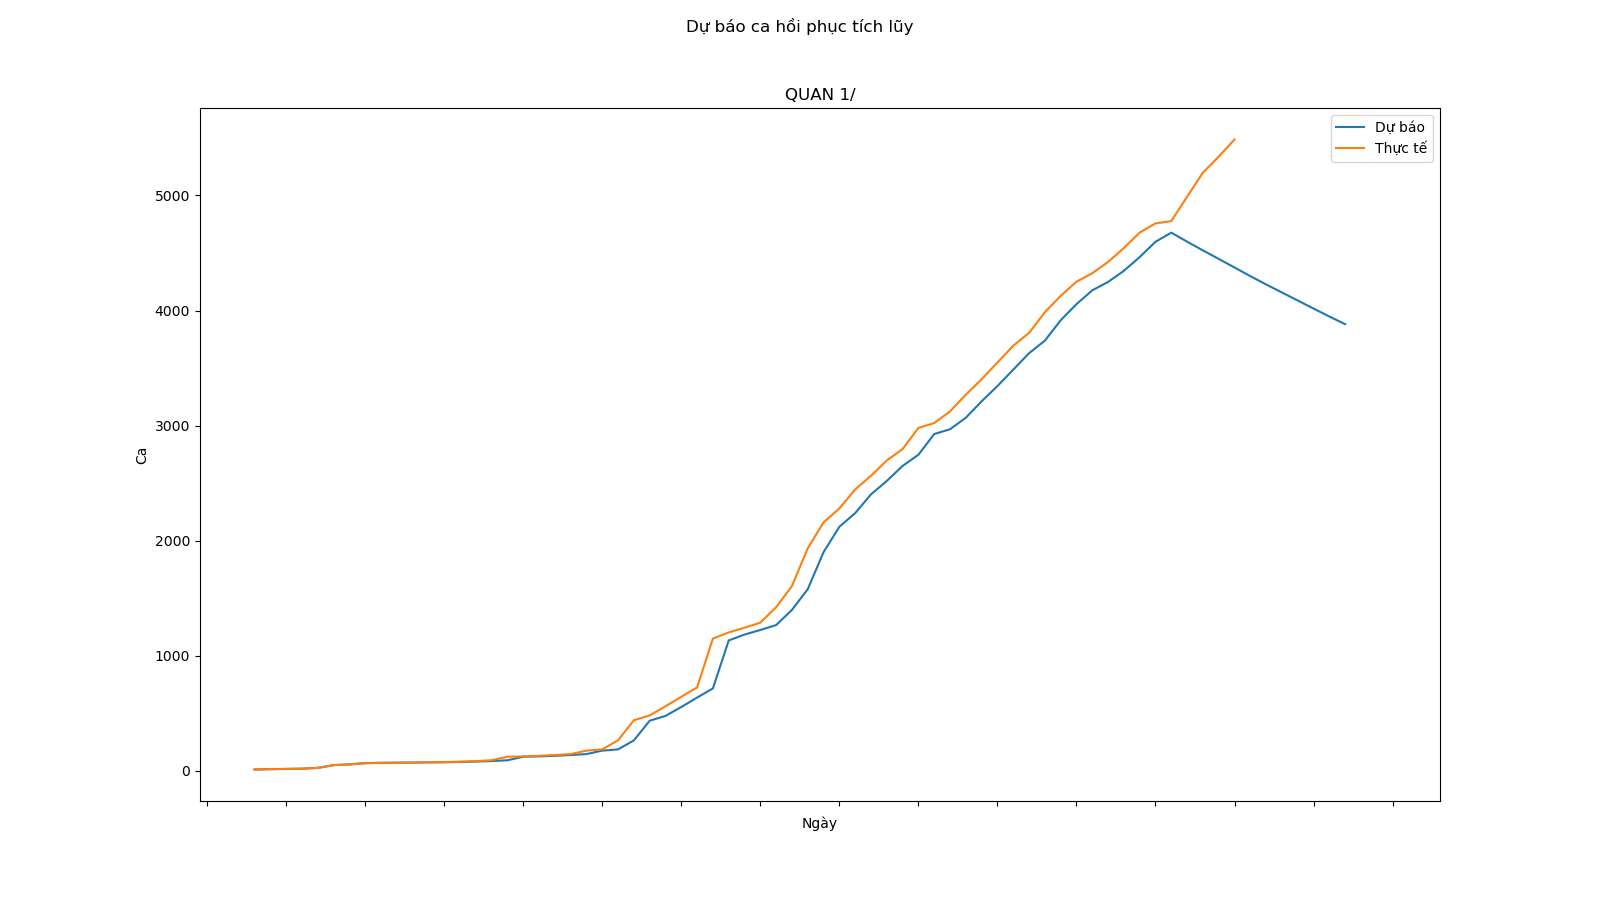 Dự báo ca hồi phục tích lũy
QUAN 1/
Dự báo
Thực tế
5000
4000
3000
2000
1000
0
Ca
Ngày